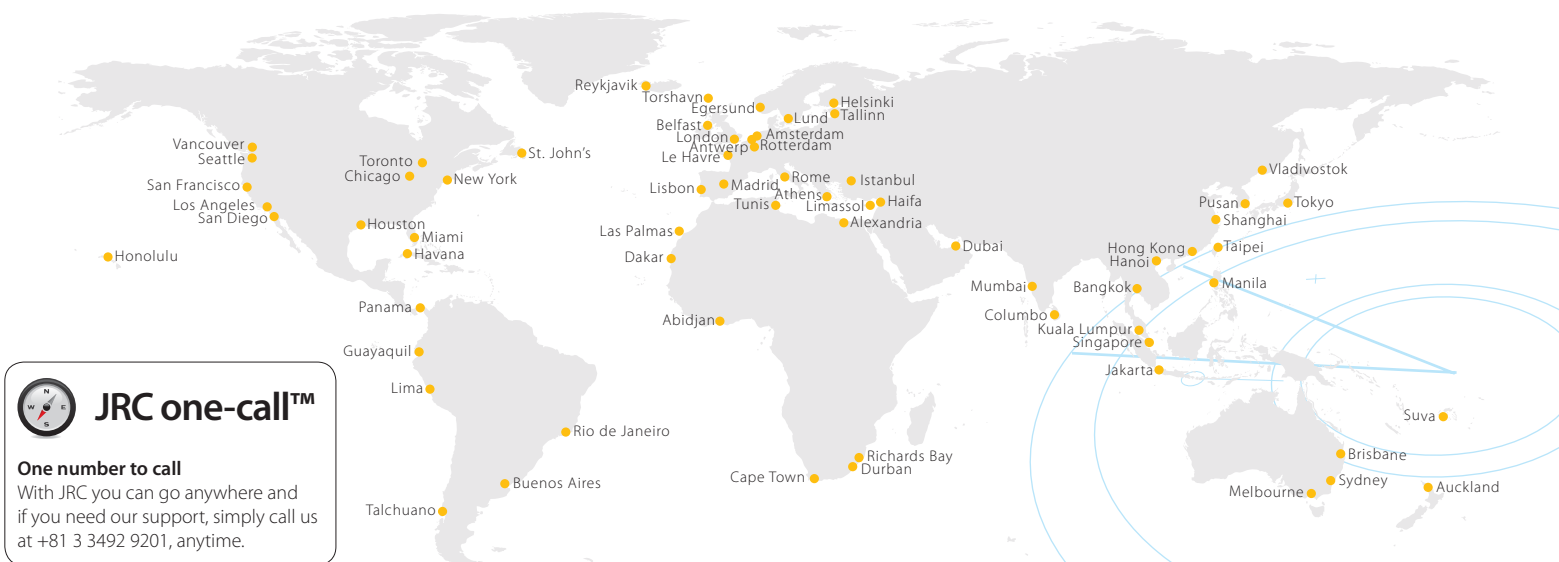 Reykjavik
Torshavn
Egersund
Helsinki
Lund
Tallinn
Belfast
London
Amsterdam
Antwerp
Rotterdam
Le Havre
Vancouver
Seattle
Toronto
St. John's
Chicago
New York
San Francisco
Los Angeles
San Diego
Houston
Miami
Havana
Honolulu
Lisbon
Madrid
Rome
Istanbul
Athens
Tunis
Limassol
Haifa
Alexandria
Las Palmas
Dakar
Dubai
Vladivostok
Pusan
Tokyo
Shanghai
Hong Kong
Taipei
Hanoi
Mumbai
Bangkok
Manila
Columbo
Kuala Lumpur
Singapore
Jakarta
Panama
Abidjan
Guayaquil
Lima
Rio de Janeiro
Buenos Aires
Talchuano
Richards Bay
Durban
Cape Town
Suva
Brisbane
Sydney
Melbourne
Auckland
N
W E
S
JRC one-call™
One number to call
With JRC you can go anywhere and
if you need our support, simply call us
at +81 3 3492 9201, anytime.